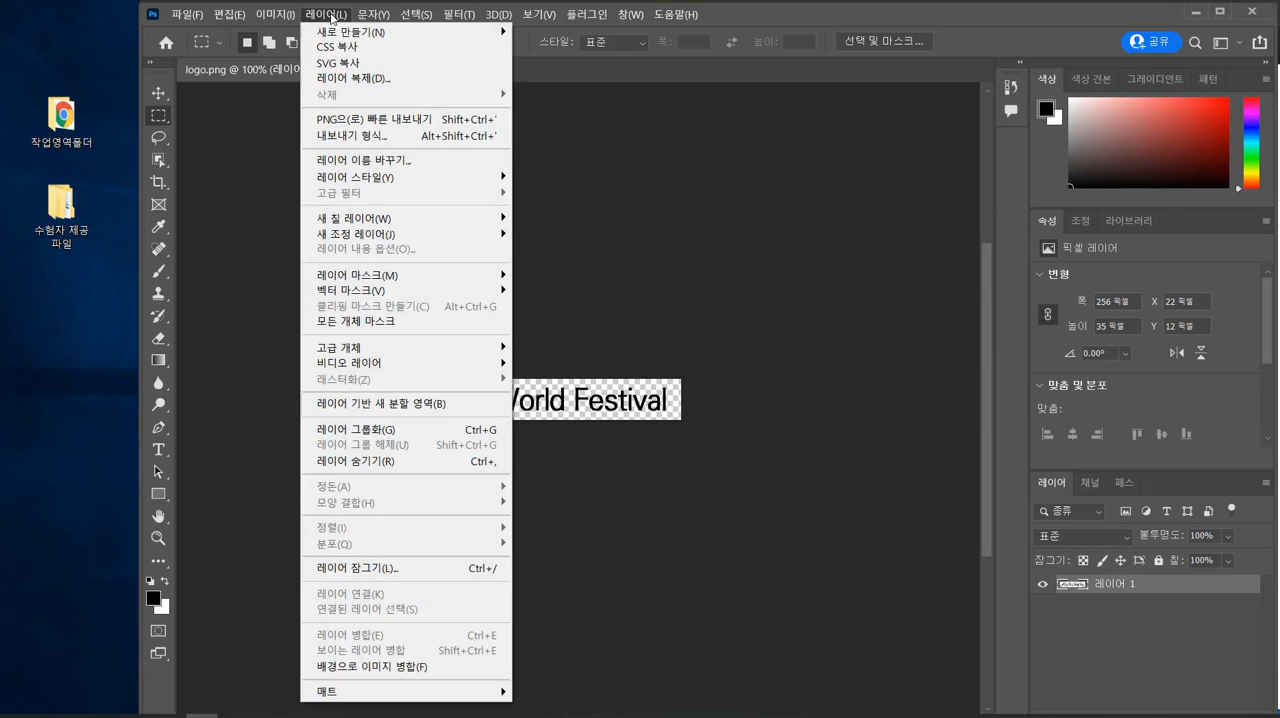 파일(F) 편집(E) 이미지(I) 레이어(L) 문자(Y) 선택(S) 필터(T) 3D(D) 보기(V) 플러그인 창(W) 도움말(H)
스타일: 표준 폭: 높이: 선택 및 마스크... 공유
logo.png @ 100% (레이어
작업영역폴더
수험자 제공
파일
새로 만들기(N)
CSS 복사
SVG 복사
레이어 복제(D)...
삭제
PNG으(로) 빠른 내보내기 Shift+Ctrl+'
내보내기 형식... Alt+Shift+Ctrl+'
레이어 이름 바꾸기...
레이어 스타일(Y)
고급 필터
새 칠 레이어(W)
새 조정 레이어(J)
레이어 내용 옵션(O)...
레이어 마스크(M)
벡터 마스크(V)
클리핑 마스크 만들기(C) Alt+Ctrl+G
모든 개체 마스크
고급 개체
비디오 레이어
래스터화(Z)
레이어 기반 새 분할 영역(B)
레이어 그룹화(G) Ctrl+G
레이어 그룹 해제(U) Shift+Ctrl+G
레이어 숨기기(R) Ctrl+,
정돈(A)
모양 결합(H)
정렬(I)
분포(Q)
레이어 잠그기(L)... Ctrl+/
레이어 연결(K)
연결된 레이어 선택(S)
레이어 병합(E) Ctrl+E
보이는 레이어 병합 Shift+Ctrl+E
배경으로 이미지 병합(F)
매트
World Festival
색상 색상 견본 그레이디언트 패턴
속성 조정 라이브러리
픽셀 레이어
변형
폭 256 픽셀 X 22 픽셀
높이 35 픽셀 Y 12 픽셀
0.00°
맞춤 및 분포
맞춤:
레이어 채널 패스
종류
표준 불투명도: 100%
잠그기: 칠: 100%
레이어 1